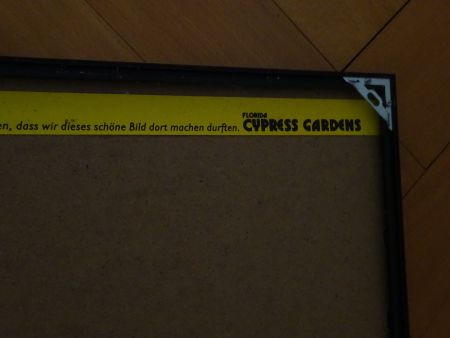 en, dass wir dieses schöne Bild dort machen durften.
FLORIDA
CYPRESS GARDENS